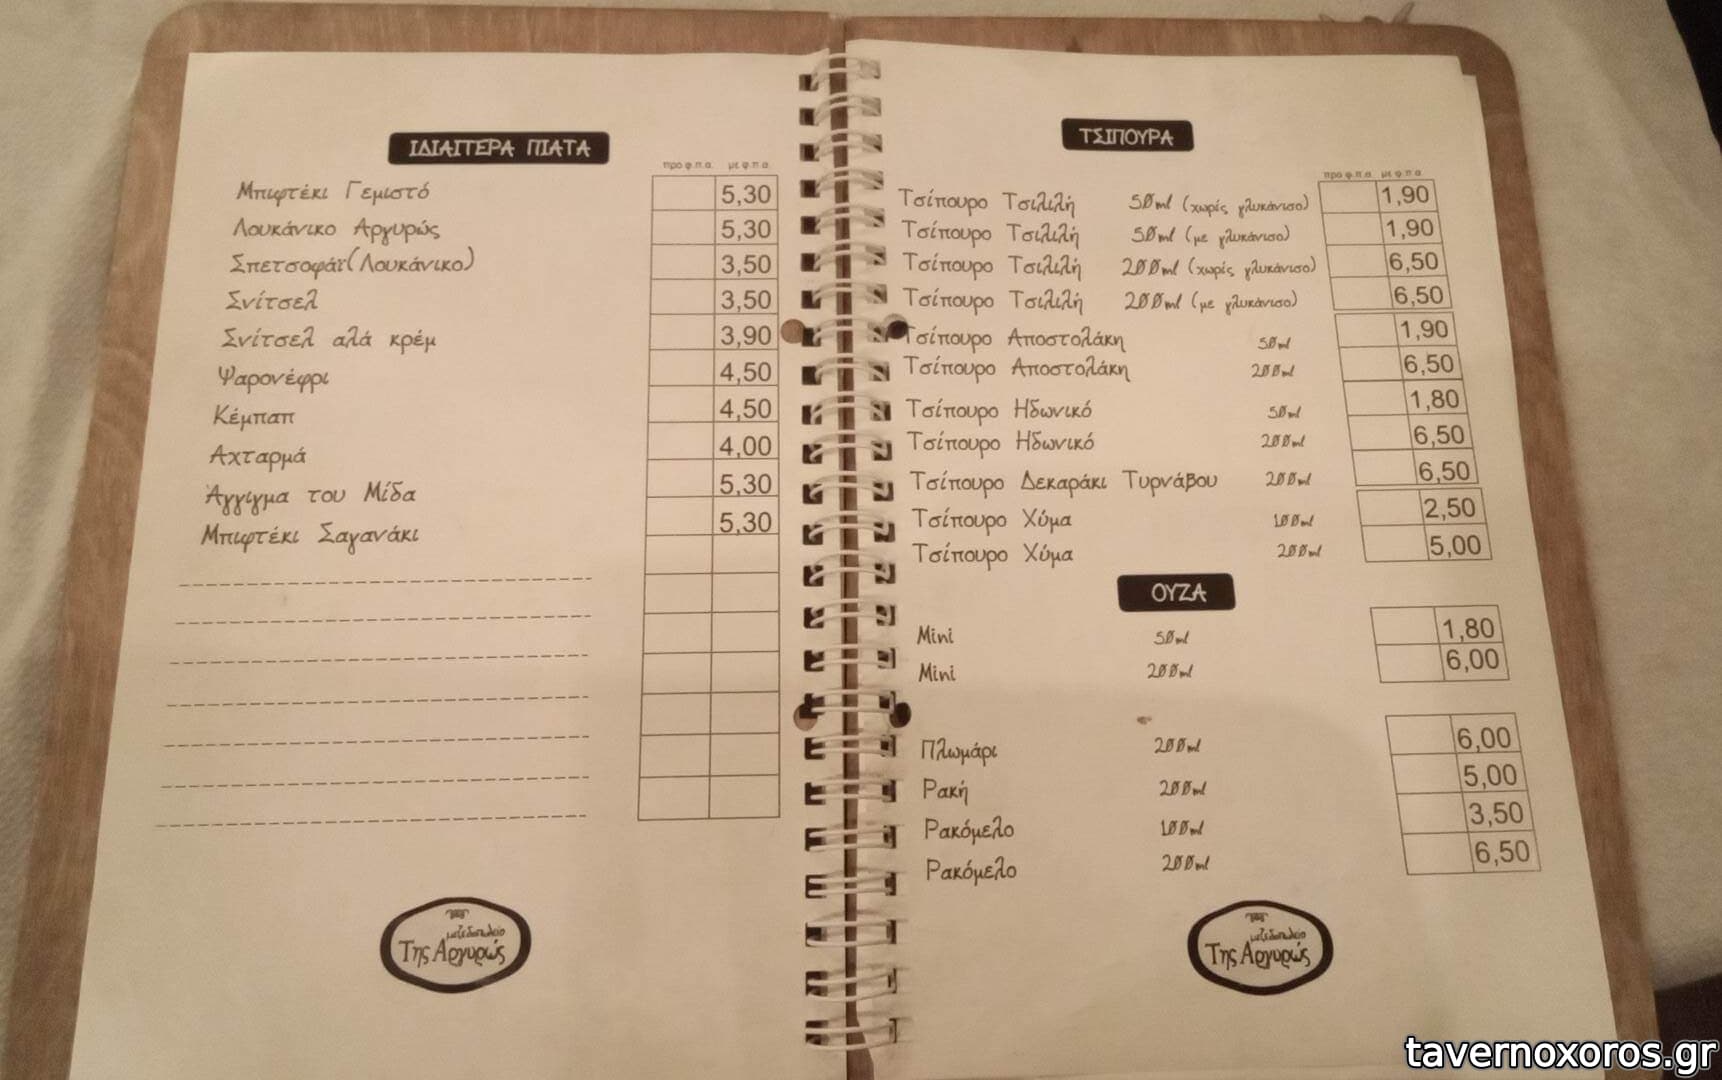 ΙΔΙΑΙΤΕΡΑ ΠΙΑΤΑ
προ φ.π.α. με φ.π.α.
Μπιφτέκι Γεμιστό 5,30
Λουκάνικο Αργυρώς 5,30
Σπετσοφάϊ(Λουκάνικο) 3,50
Σνίτσελ 3,50
Σνίτσελ αλά κρέμ 3,90
Ψαρονέφρι 4,50
Κέμπαπ 4,50
Αχταρμά 4,00
Άγγιγμα του Μίδα 5,30
Μπιφτέκι Σαγανάκι 5,30
μεζεδοπωλείο
Της Αργυρώς
ΤΣΙΠΟΥΡΑ
προ φ.π.α. με φ.π.α.
Τσίπουρο Τσιλιλή 50ml (χωρίς γλυκάνισο) 1,90
Τσίπουρο Τσιλιλή 50ml (με γλυκάνισο) 1,90
Τσίπουρο Τσιλιλή 200ml (χωρίς γλυκάνισο) 6,50
Τσίπουρο Τσιλιλή 200ml (με γλυκάνισο) 6,50
Τσίπουρο Αποστολάκη 50ml 1,90
Τσίπουρο Αποστολάκη 200ml 6,50
Τσίπουρο Ηδωνικό 50ml 1,80
Τσίπουρο Ηδωνικό 200ml 6,50
Τσίπουρο Δεκαράκι Τυρνάβου 200ml 6,50
Τσίπουρο Χύμα 100ml 2,50
Τσίπουρο Χύμα 200ml 5,00
ΟΥΖΑ
Mini 50ml 1,80
Mini 200ml 6,00
Πλωμάρι 200ml 6,00
Ρακή 200ml 5,00
Ρακόμελο 100ml 3,50
Ρακόμελο 200ml 6,50
μεζεδοπωλείο
Της Αργυρώς
tavernoxoros.gr